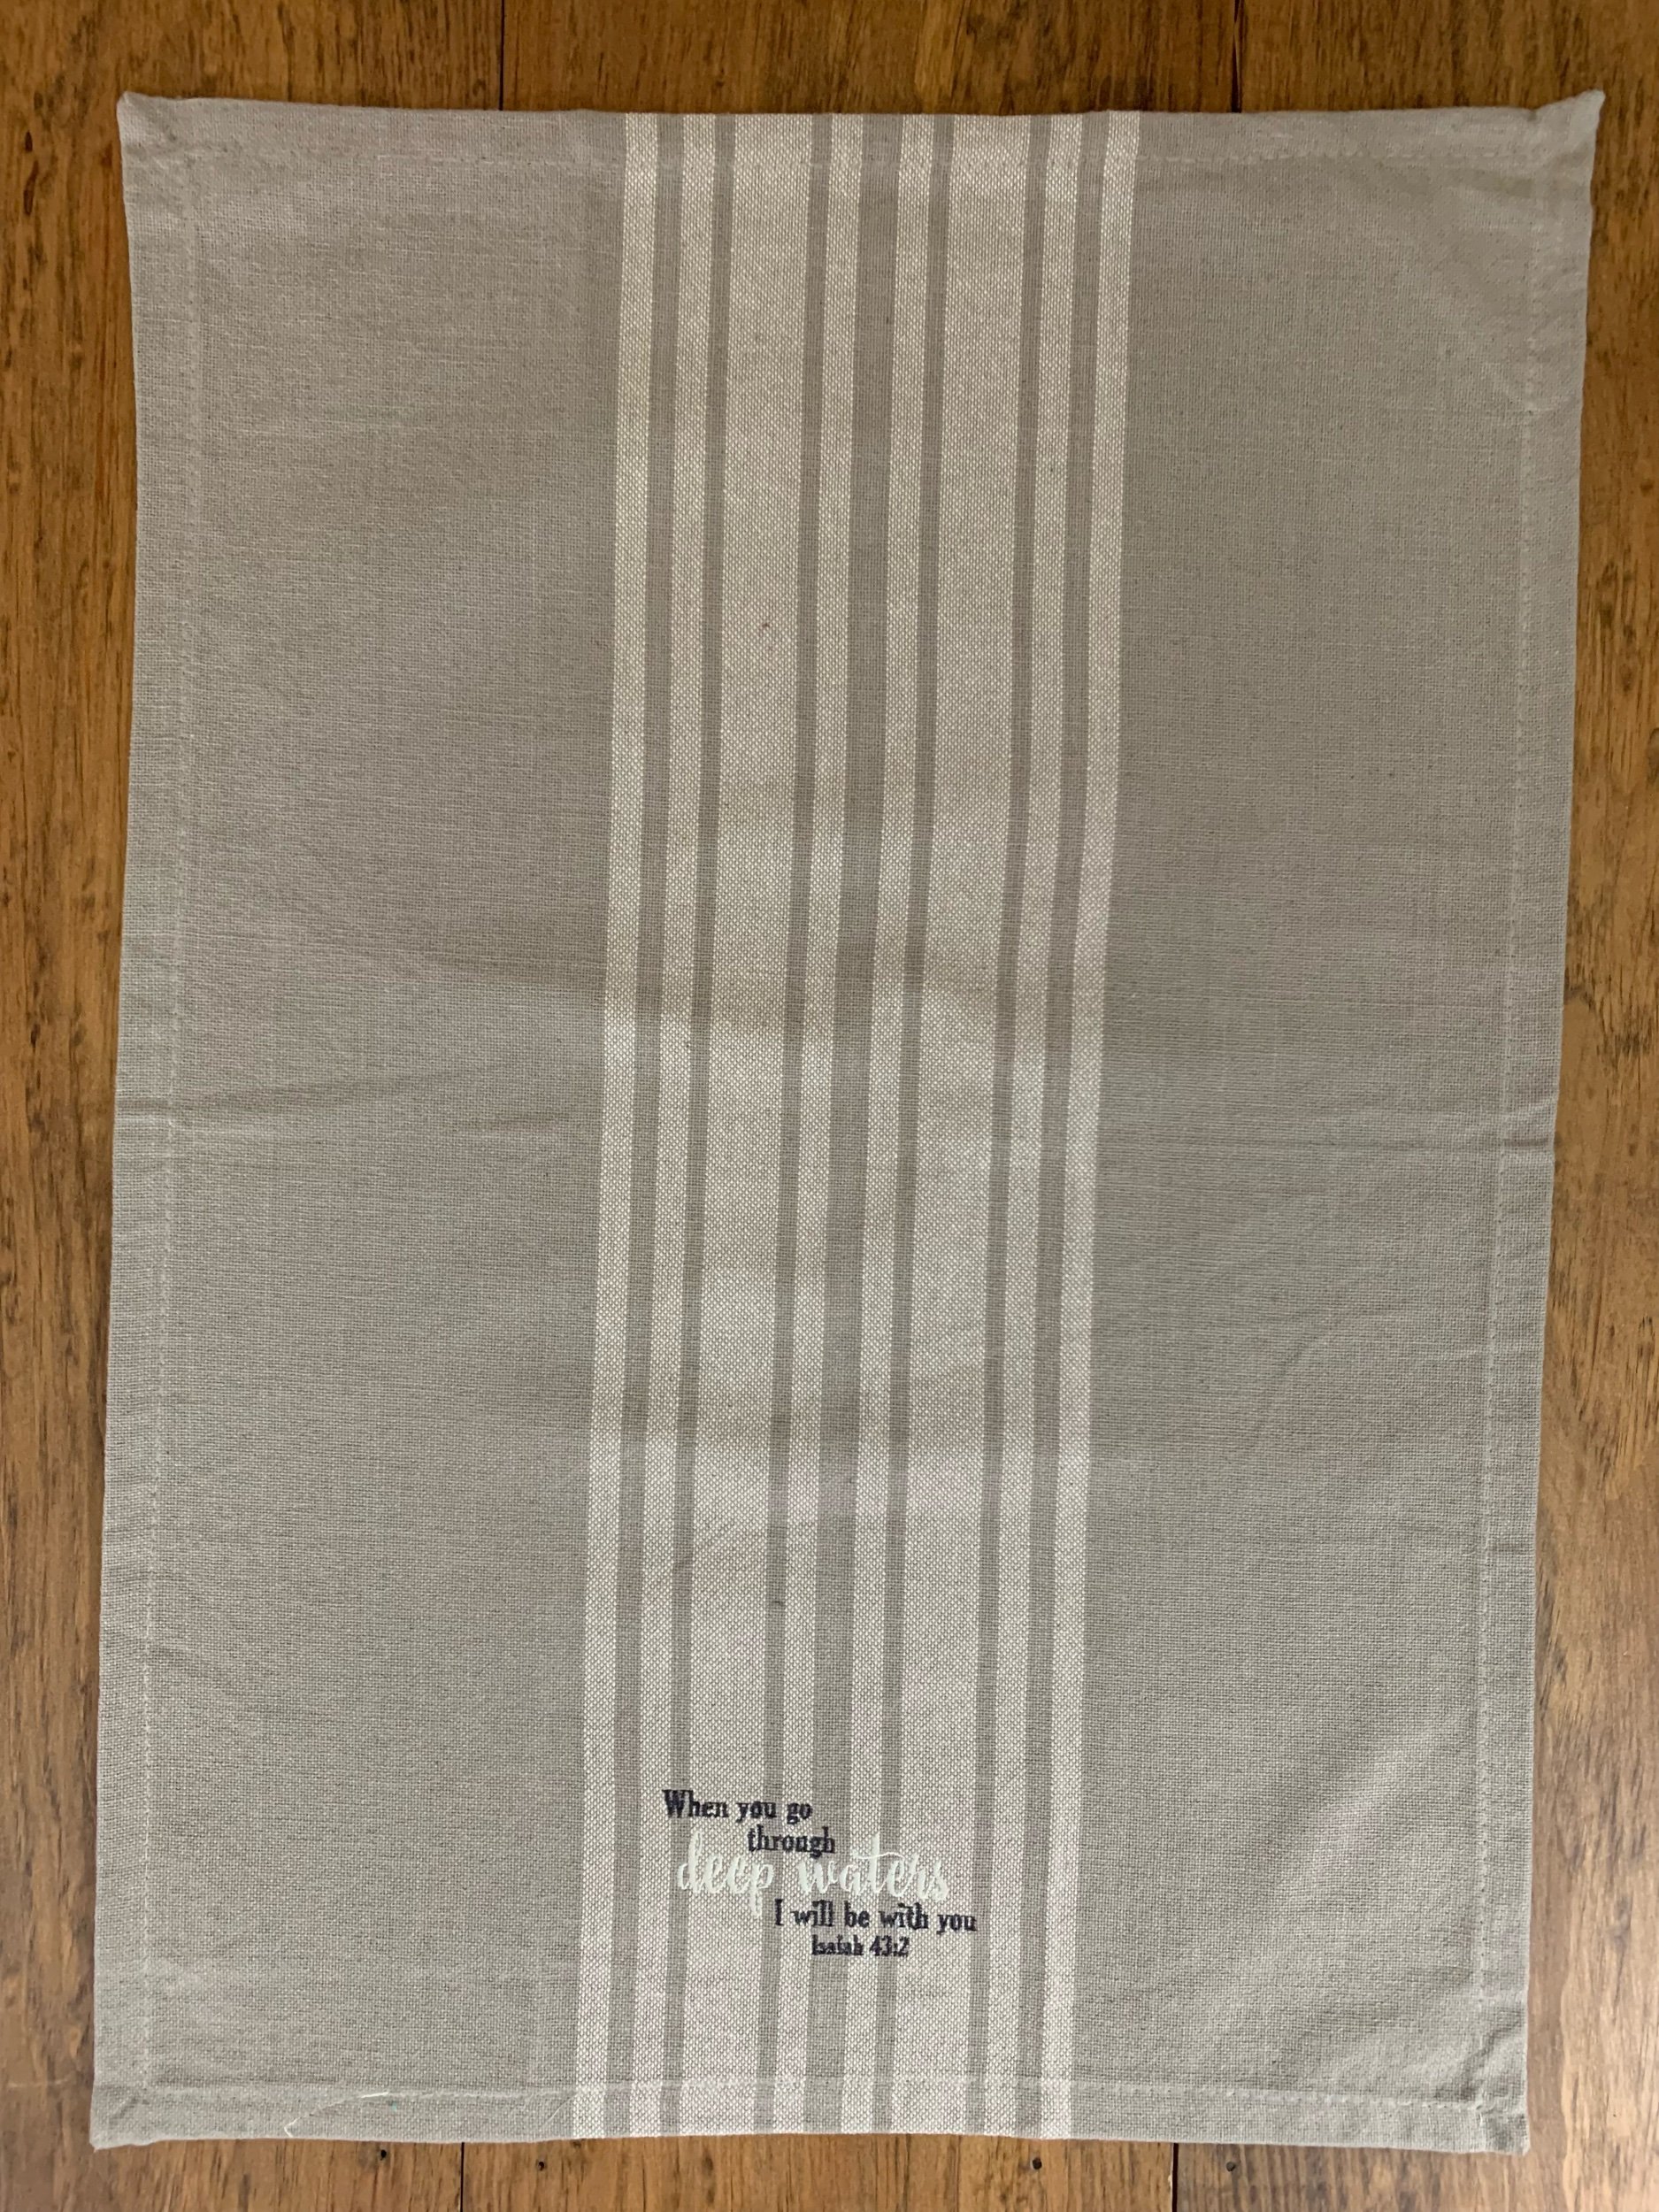 When you go
through
deep waters
I will be with you
Isaiah 43:2